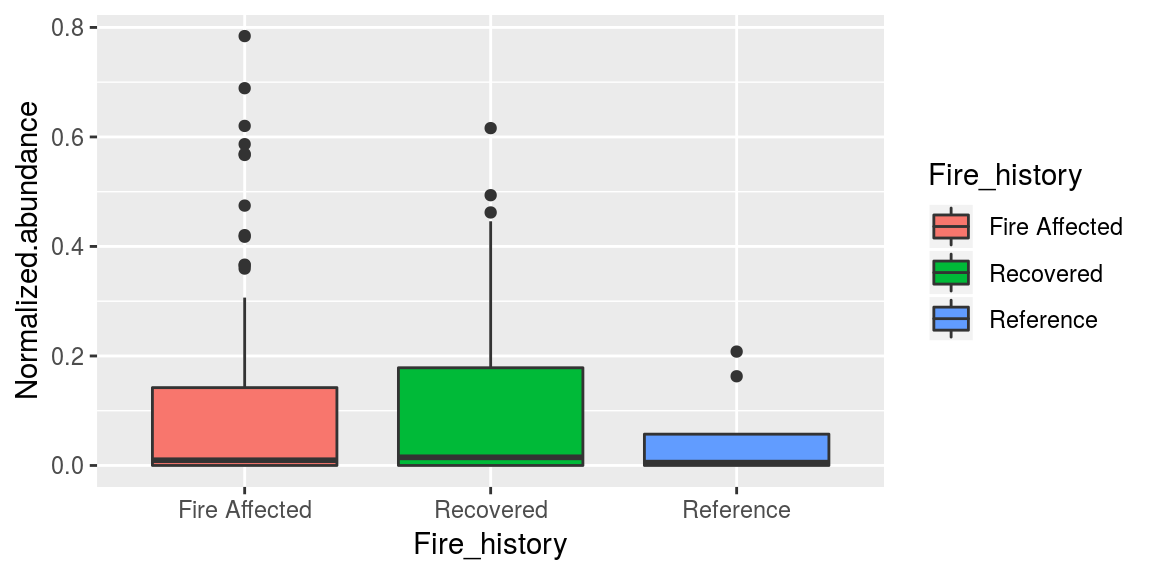 Normalized.abundance
0.8
0.6
0.4
0.2
0.0
Fire Affected
Recovered
Reference
Fire_history
Fire_history
Fire Affected
Recovered
Reference